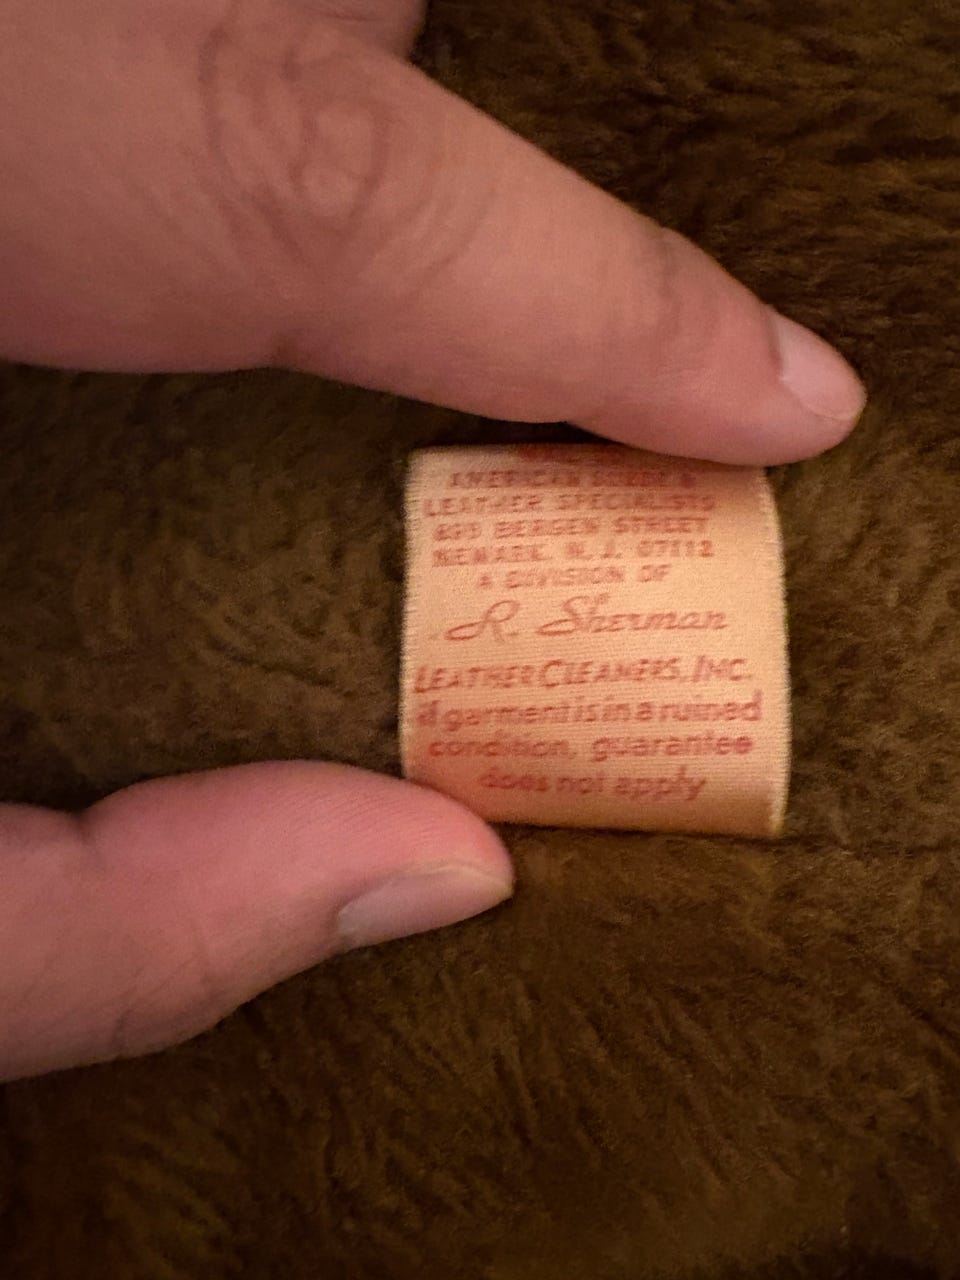 AMERICAN SUEDE &
LEATHER SPECIALISTS
BERGEN STREET
NEWARK, N. J. 07112
A DIVISION OF
R. Sherman
LEATHER CLEANERS, INC.
if garment is in a ruined
condition, guarantee
does not apply